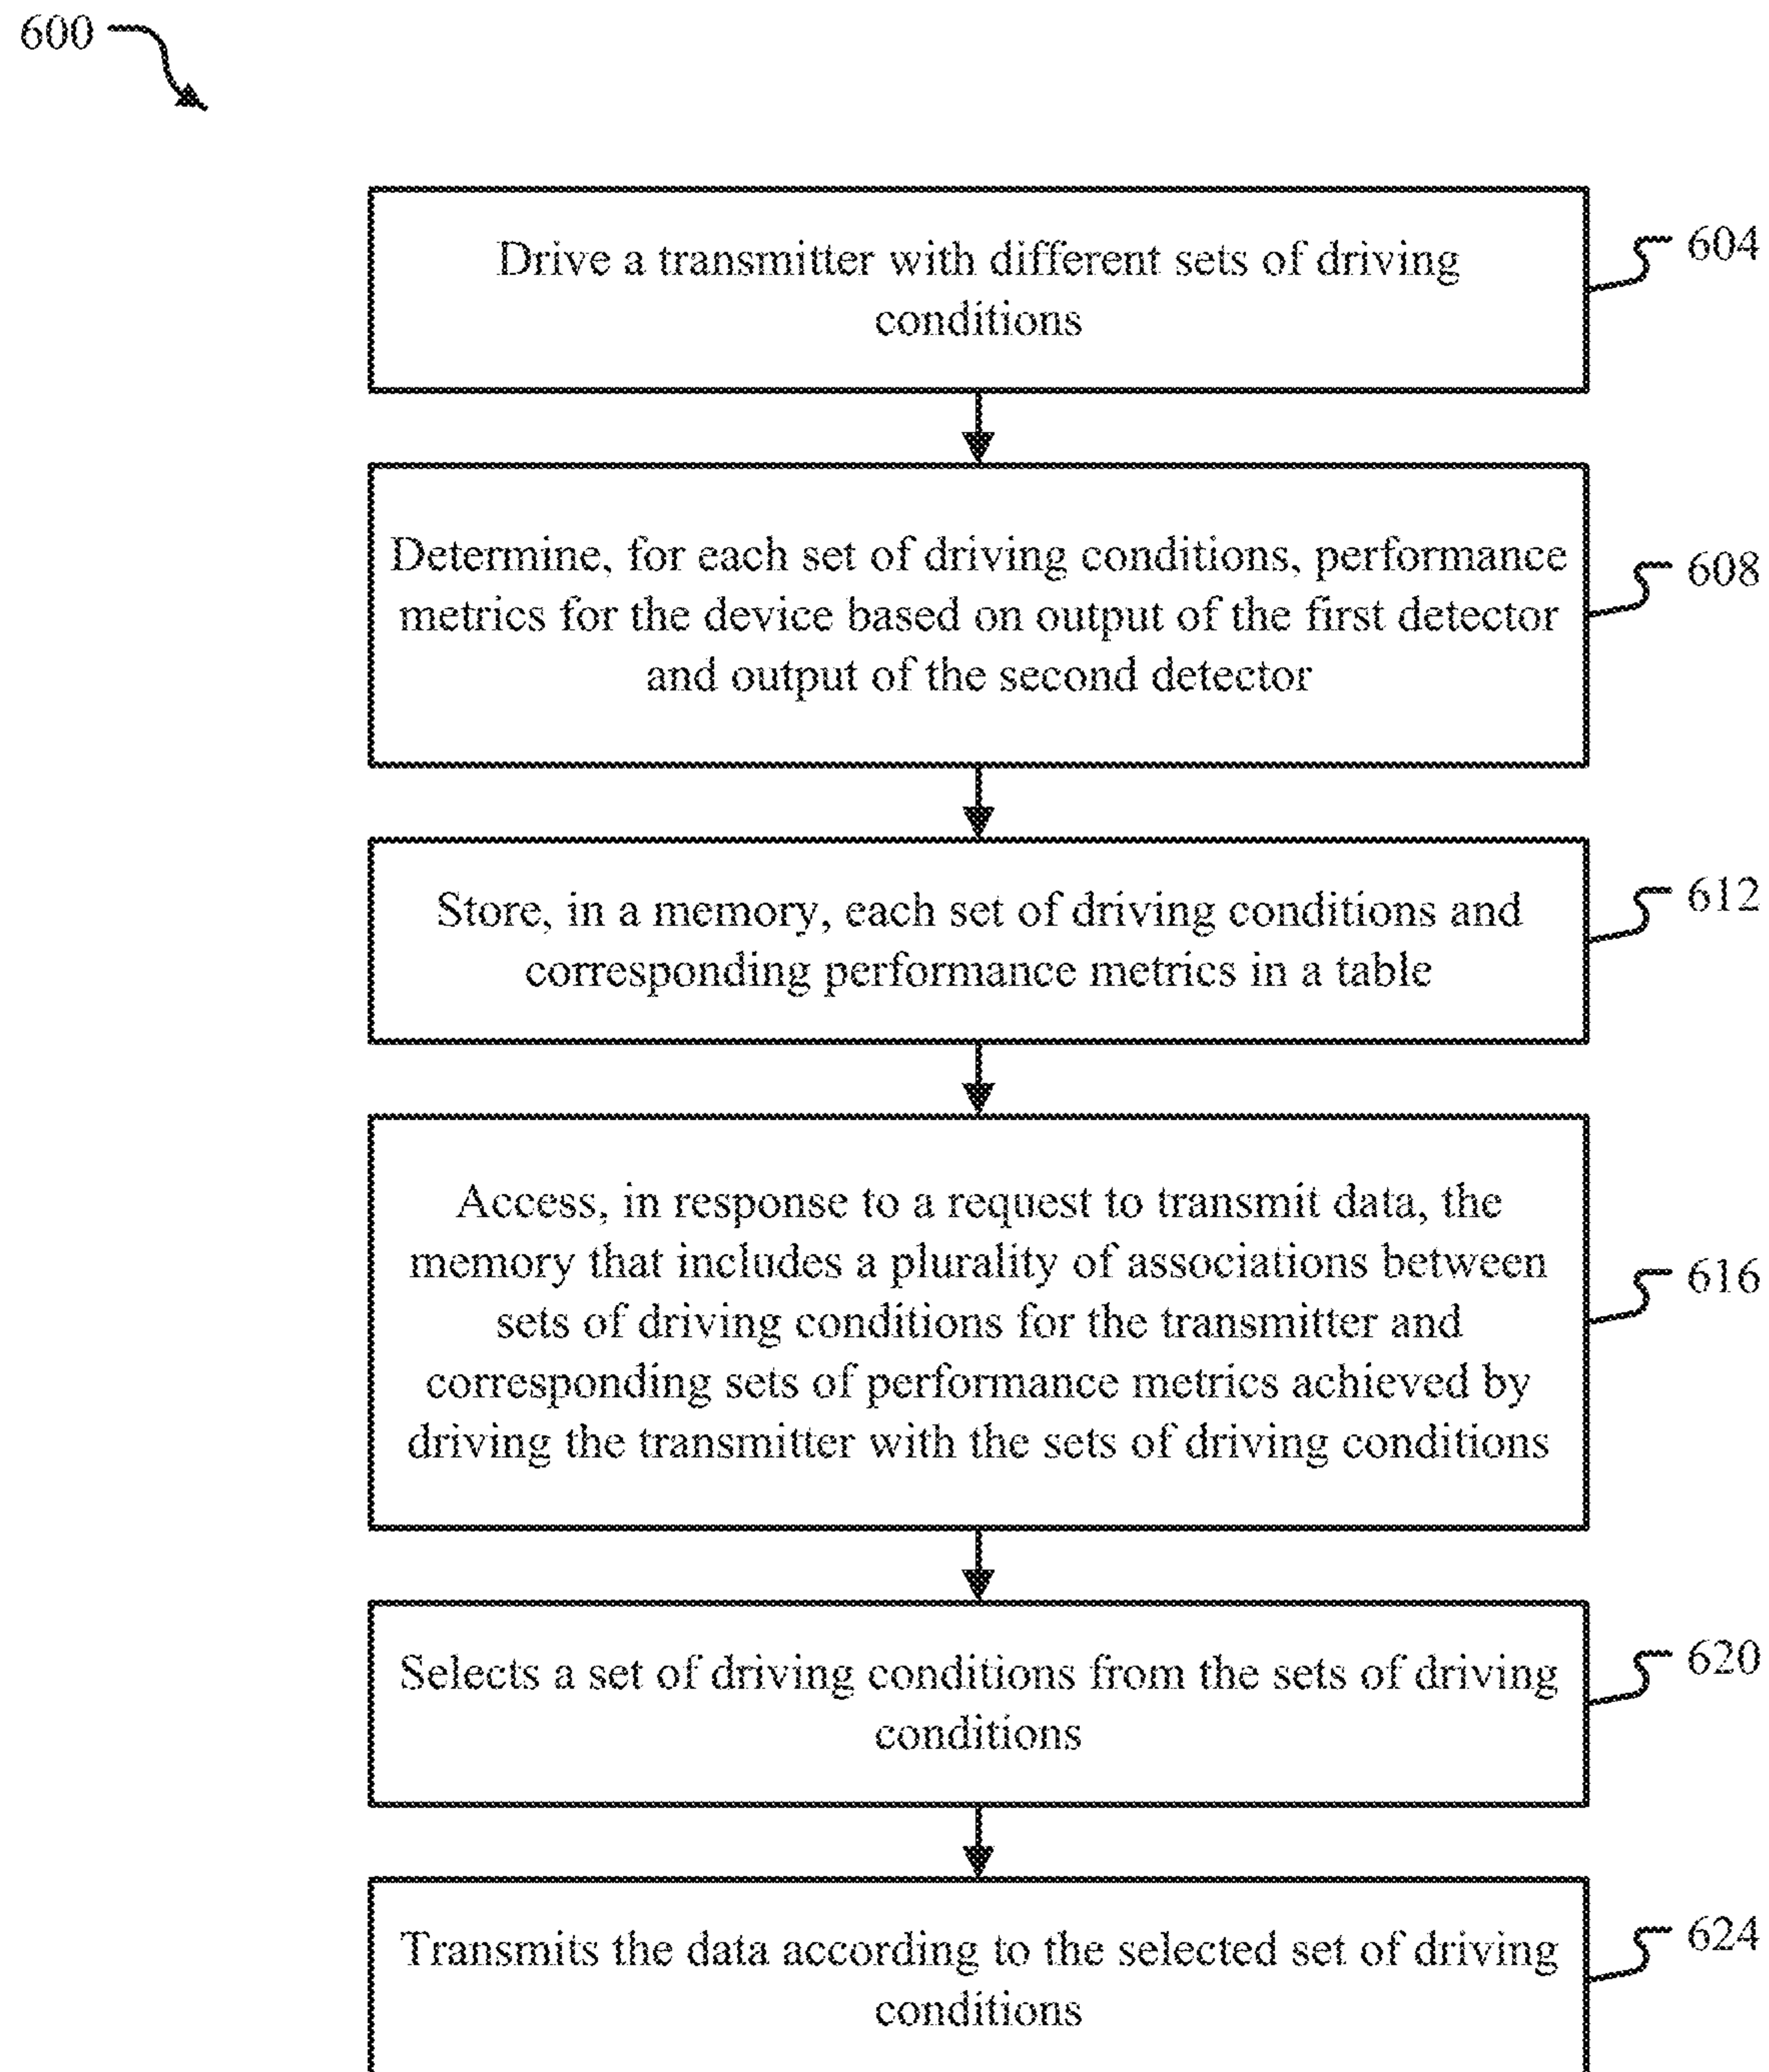 600
Drive a transmitter with different sets of driving
conditions
604
Determine, for each set of driving conditions, performance
metrics for the device based on output of the first detector
and output of the second detector
608
Store, in a memory, each set of driving conditions and
corresponding performance metrics in a table
612
Access, in response to a request to transmit data, the
memory that includes a plurality of associations between
sets of driving conditions for the transmitter and
corresponding sets of performance metrics achieved by
driving the transmitter with the sets of driving conditions
616
Selects a set of driving conditions from the sets of driving
conditions
620
Transmits the data according to the selected set of driving
conditions
624